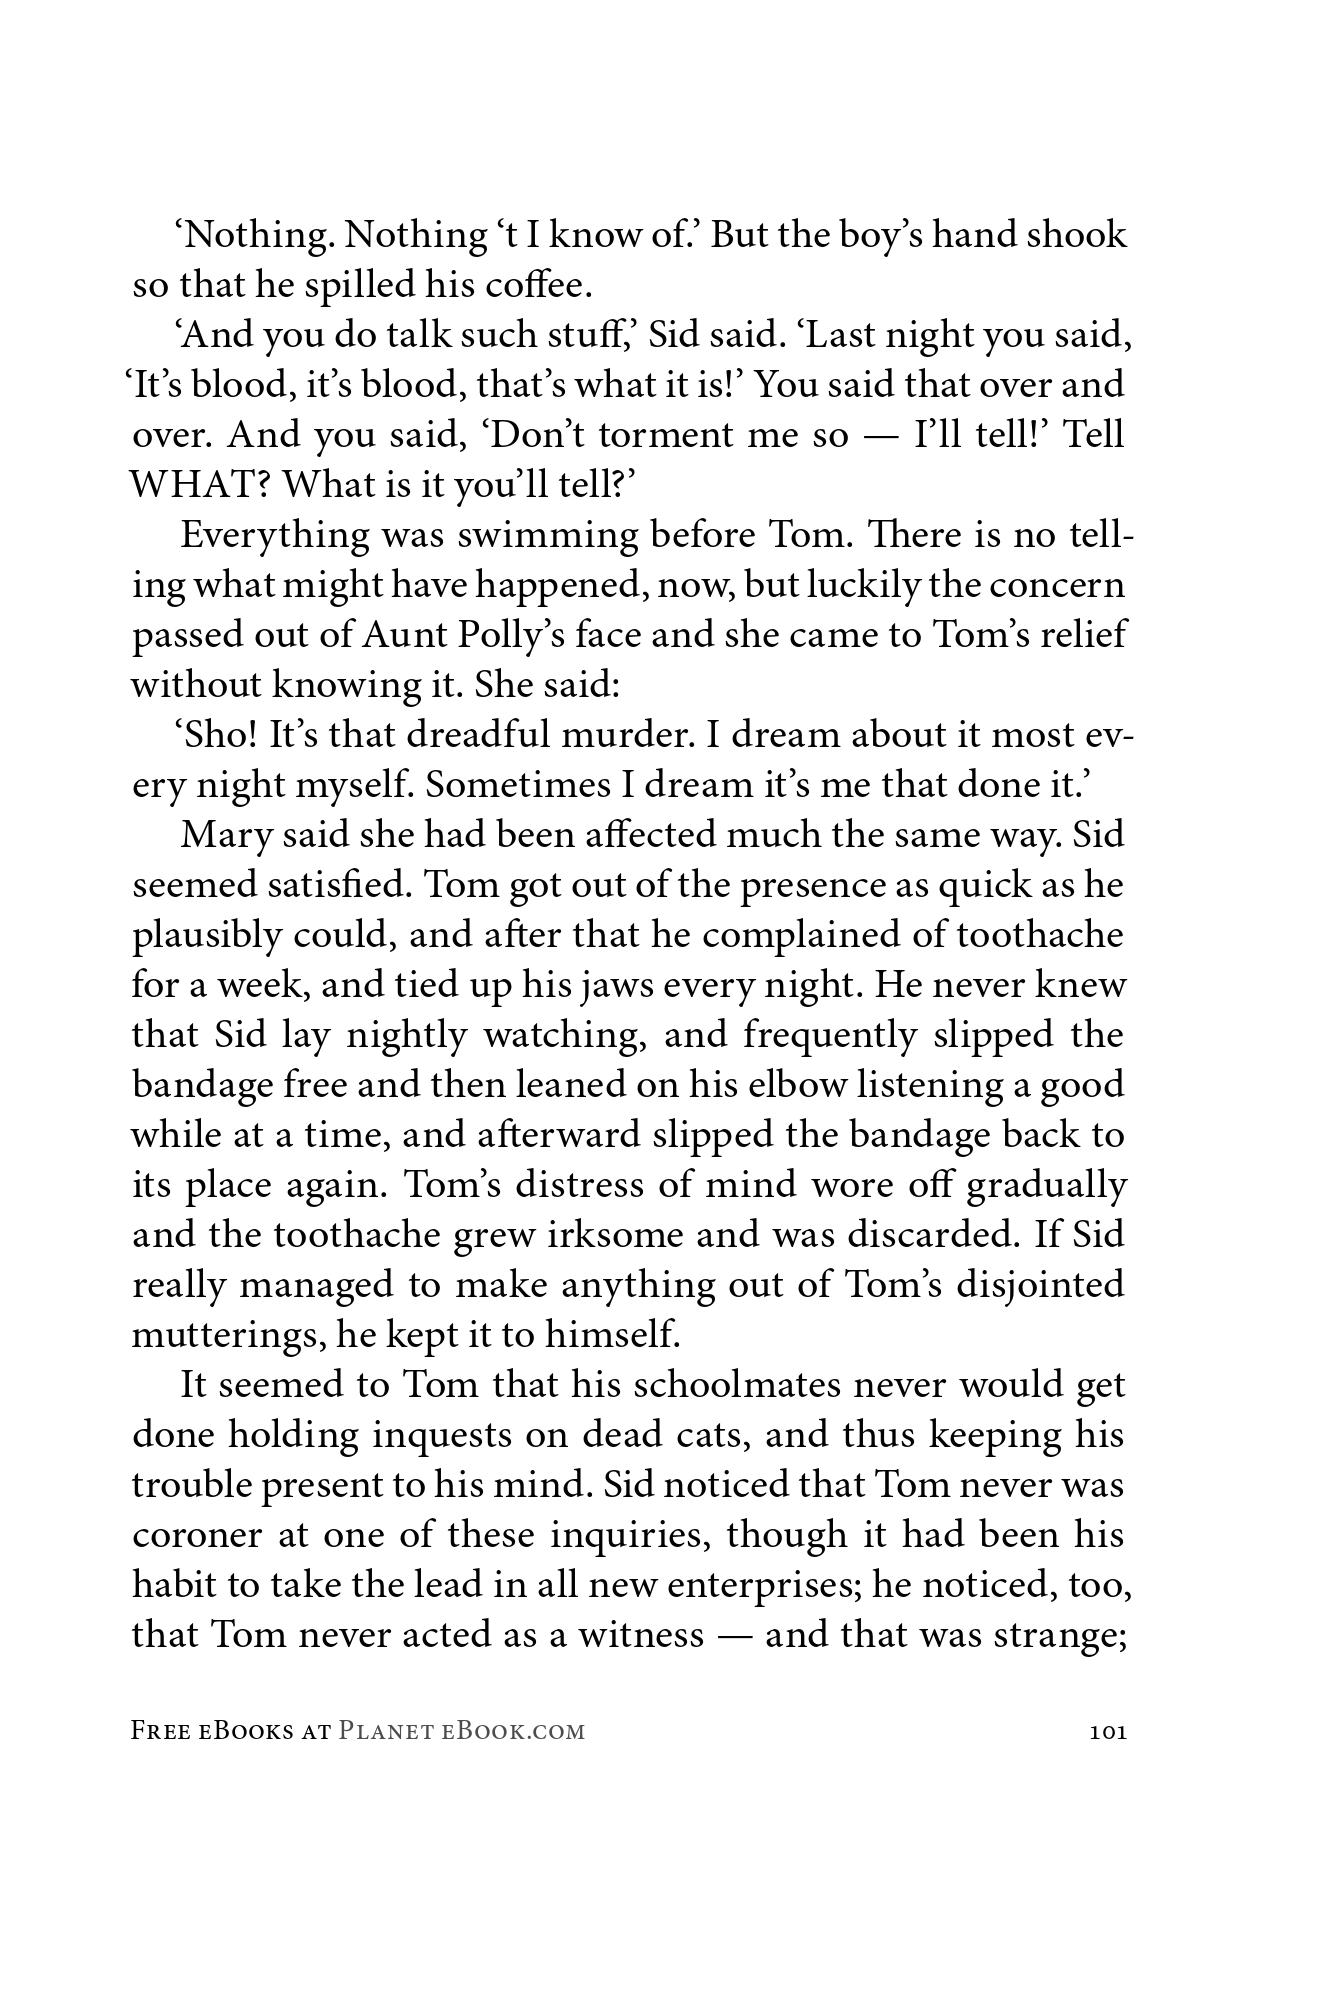 ‘Nothing. Nothing ‘t I know of.’ But the boy’s hand shook
so that he spilled his coffee.
‘And you do talk such stuff,’ Sid said. ‘Last night you said,
‘It’s blood, it’s blood, that’s what it is!’ You said that over and
over. And you said, ‘Don’t torment me so — I’ll tell!’ Tell
WHAT? What is it you’ll tell?’
Everything was swimming before Tom. There is no tell-
ing what might have happened, now, but luckily the concern
passed out of Aunt Polly’s face and she came to Tom’s relief
without knowing it. She said:
‘Sho! It’s that dreadful murder. I dream about it most ev-
ery night myself. Sometimes I dream it’s me that done it.’
Mary said she had been affected much the same way. Sid
seemed satisfied. Tom got out of the presence as quick as he
plausibly could, and after that he complained of toothache
for a week, and tied up his jaws every night. He never knew
that Sid lay nightly watching, and frequently slipped the
bandage free and then leaned on his elbow listening a good
while at a time, and afterward slipped the bandage back to
its place again. Tom’s distress of mind wore off gradually
and the toothache grew irksome and was discarded. If Sid
really managed to make anything out of Tom’s disjointed
mutterings, he kept it to himself.
It seemed to Tom that his schoolmates never would get
done holding inquests on dead cats, and thus keeping his
trouble present to his mind. Sid noticed that Tom never was
coroner at one of these inquiries, though it had been his
habit to take the lead in all new enterprises; he noticed, too,
that Tom never acted as a witness — and that was strange;
Free eBooks at Planet eBook.com 101